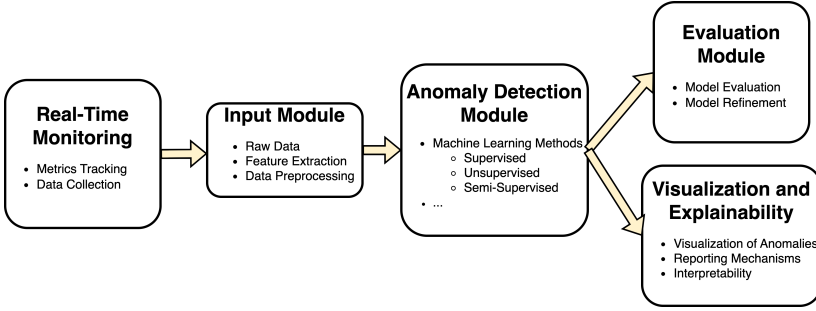 Real-Time
Monitoring
• Metrics Tracking
• Data Collection
Input Module
• Raw Data
• Feature Extraction
• Data Preprocessing
Anomaly Detection
Module
• Machine Learning Methods
○ Supervised
○ Unsupervised
○ Semi-Supervised
• ...
Evaluation
Module
• Model Evaluation
• Model Refinement
Visualization and
Explainability
• Visualization of Anomalies
• Reporting Mechanisms
• Interpretability